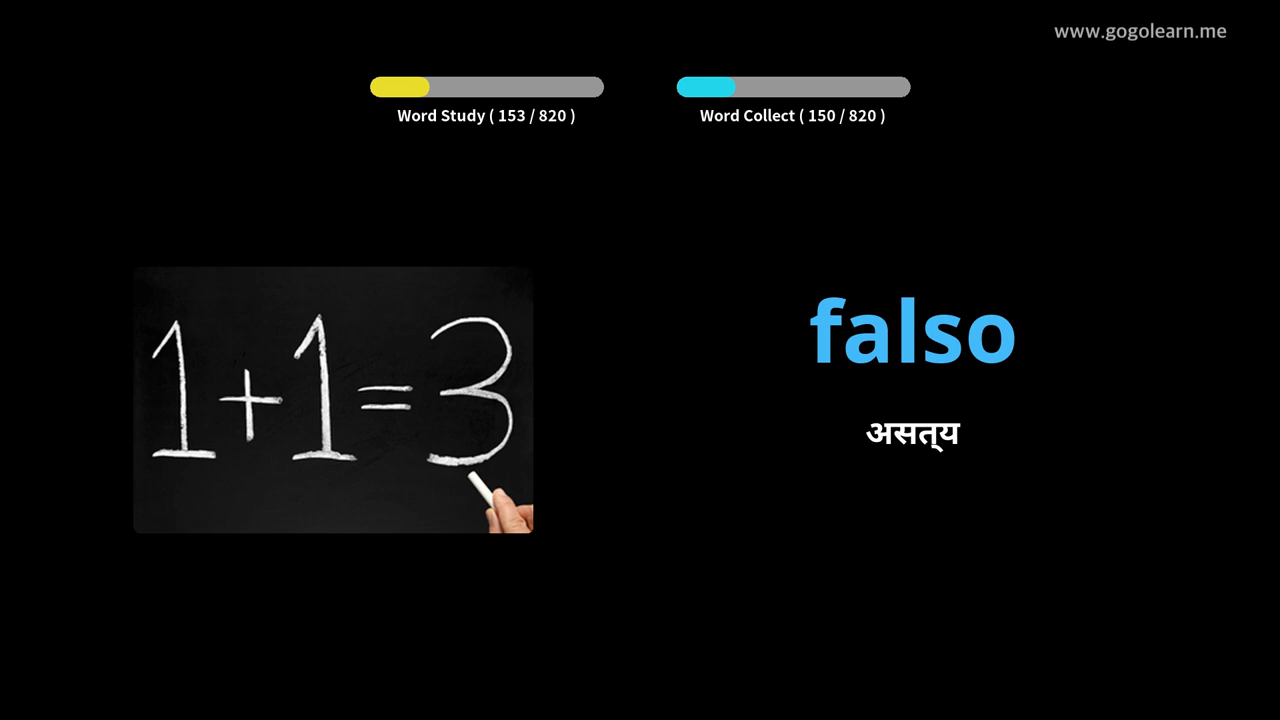 www.gogolearn.me
Word Study ( 153 / 820 )
Word Collect ( 150 / 820 )
1+1=3
falso
असत्य